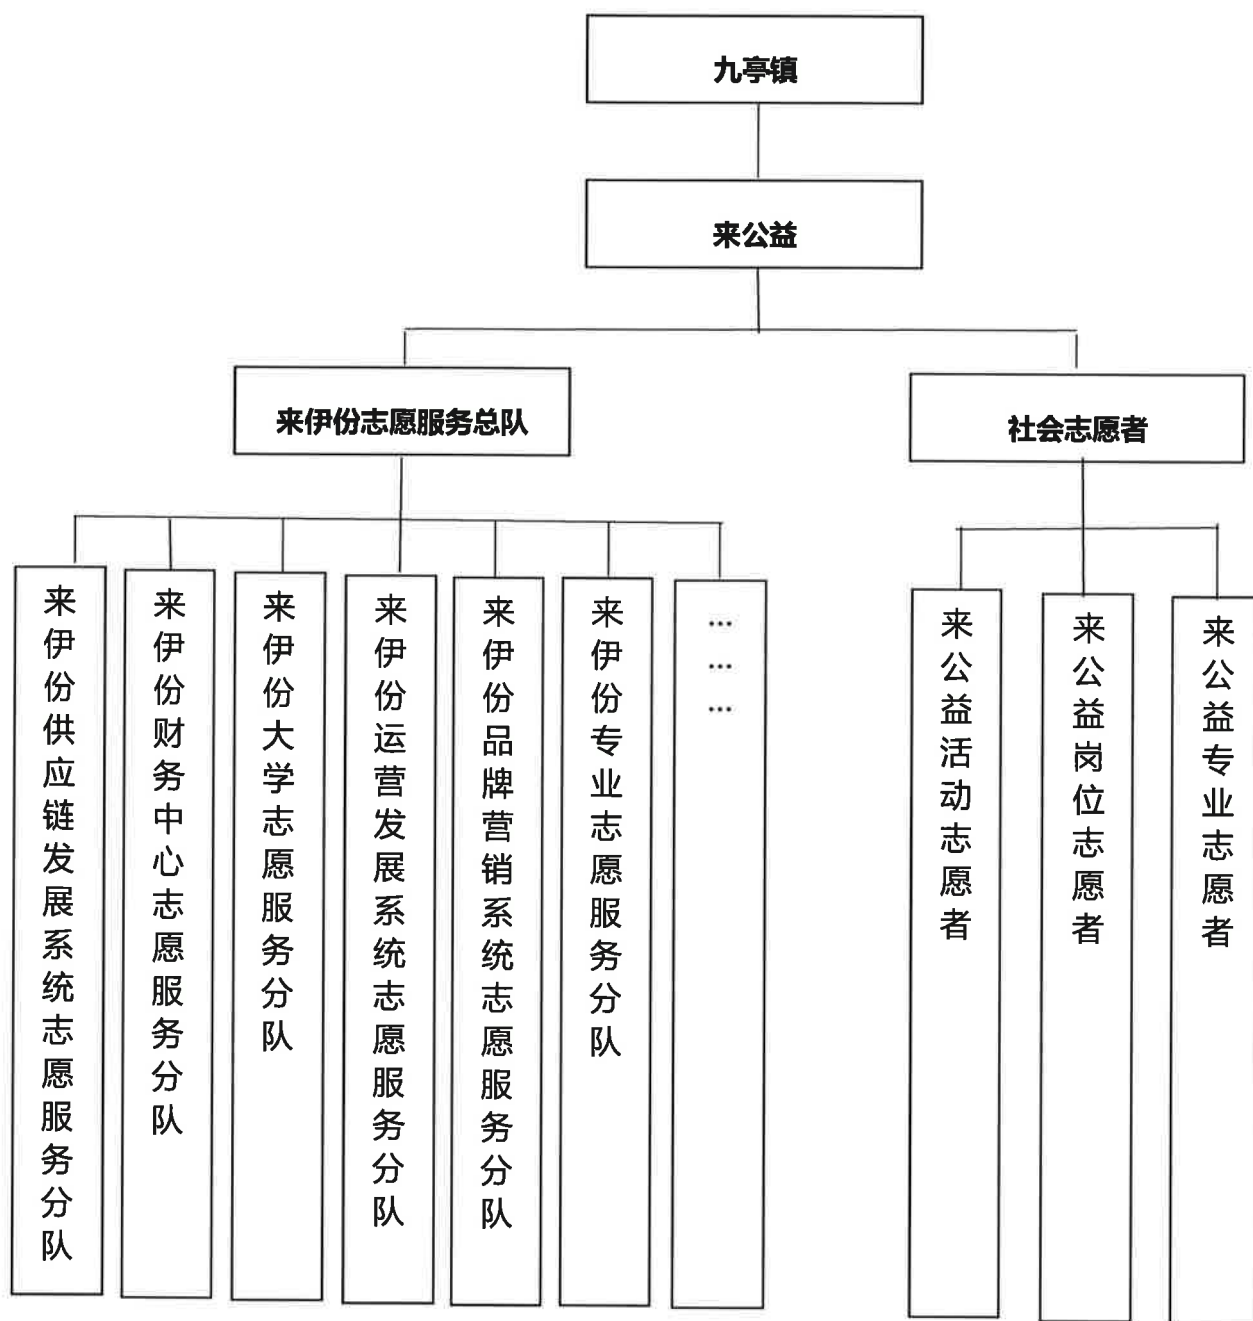 九亭镇
来公益
来伊份志愿服务总队
社会志愿者
来伊份供应链发展系统志愿服务分队
来伊份财务中心志愿服务分队
来伊份大学志愿服务分队
来伊份运营发展系统志愿服务分队
来伊份品牌营销系统志愿服务分队
来伊份专业志愿服务分队
………
来公益活动志愿者
来公益岗位志愿者
来公益专业志愿者